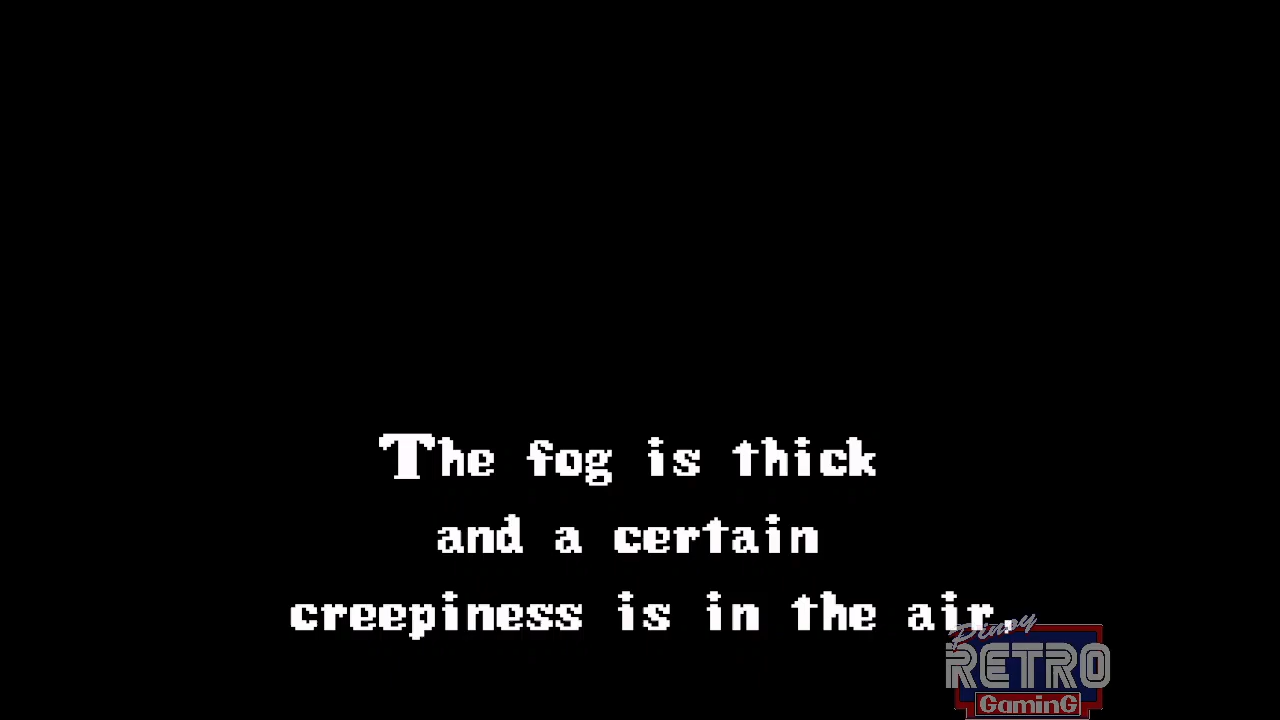 The fog is thick
and a certain
creepiness is in the air.
Pinoy
RETRO
GaminG